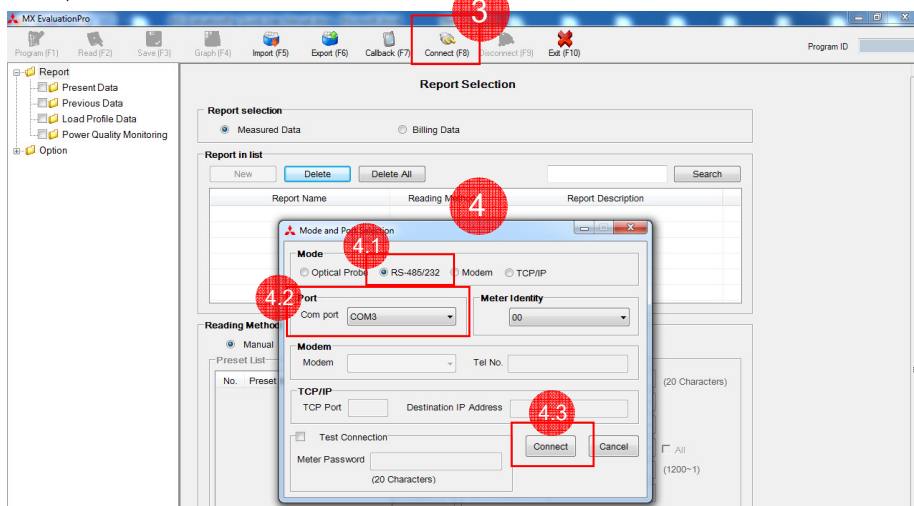 3
MX EvaluationPro
Program (F1) Read (F2) Save (F3) Graph (F4) Import (F5) Export (F6) Callback (F7) Connect (F8) Disconnect (F9) Exit (F10) Program ID
Report
Present Data
Previous Data
Load Profile Data
Power Quality Monitoring
Option
Report Selection
Report selection
Measured Data Billing Data
Report in list
New Delete Delete All Search
Report Name Reading Method Report Description
4
Mode and Port Selection
4.1
Mode
Optical Probe RS-485/232 Modem TCP/IP
4.2
Port Meter Identity
Com port COM3 00
Reading Method
Manual
Modem
Modem Tel No.
Preset List
No. Preset (20 Characters)
TCP/IP
TCP Port Destination IP Address
4.3
Test Connection
Connect Cancel
All
Meter Password
(1200~1)
(20 Characters)